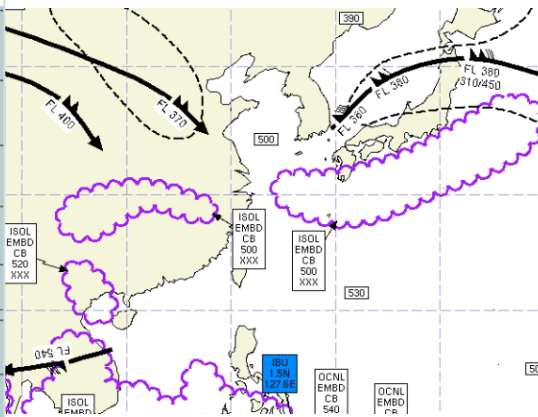 390
FL 380
310/450
FL 380
FL 360
FL 400
FL 370
500
ISOL
EMBD
CB
520
XXX
ISOL
EMBD
CB
500
XXX
ISOL
EMBD
CB
500
XXX
530
FL 540
IBU
1.5N
127.6E
OCNL
EMBD
CB
540
OCNL
EMBD
CB
ISOL
EMBD